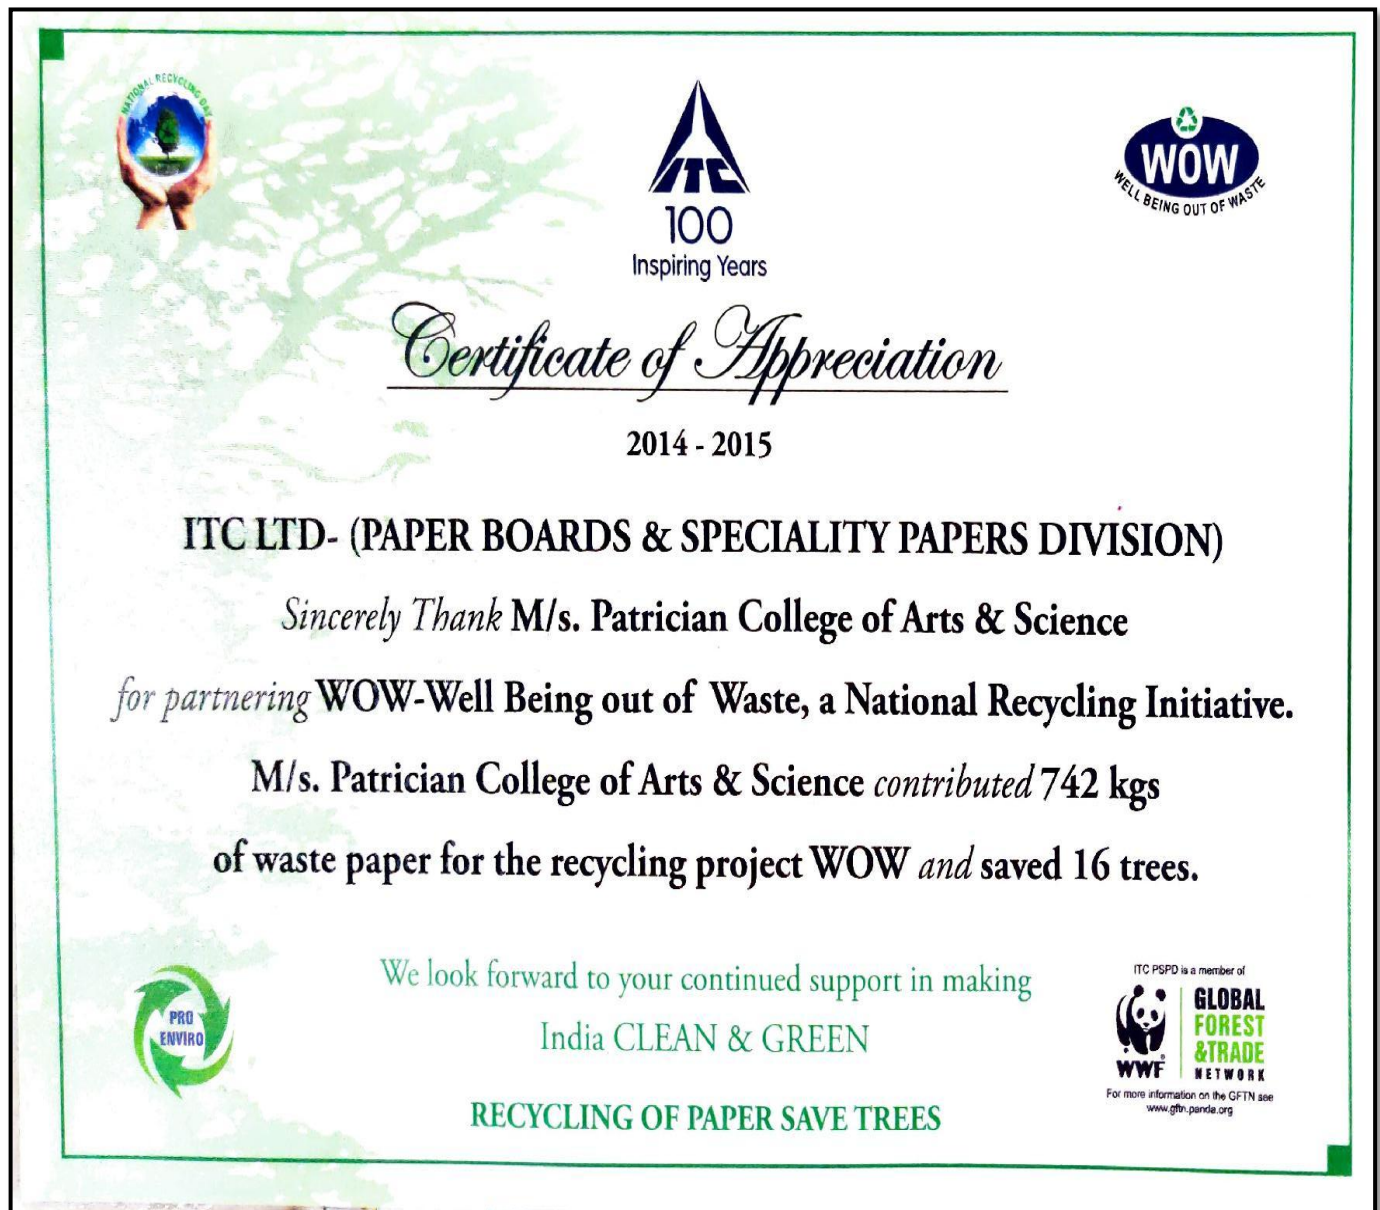 NATIONAL RECYCLING DAY
ITC
100
Inspiring Years
WOW
WELL BEING OUT OF WASTE
Certificate of Appreciation
2014 - 2015
ITC LTD- (PAPER BOARDS & SPECIALITY PAPERS DIVISION)
Sincerely Thank M/s. Patrician College of Arts & Science
for partnering WOW-Well Being out of Waste, a National Recycling Initiative.
M/s. Patrician College of Arts & Science contributed 742 kgs
of waste paper for the recycling project WOW and saved 16 trees.
We look forward to your continued support in making
India CLEAN & GREEN
RECYCLING OF PAPER SAVE TREES
PRO
ENVIRO
ITC PSPD is a member of
WWF
GLOBAL
FOREST
&TRADE
NETWORK
For more information on the GFTN see
www.gftn.panda.org